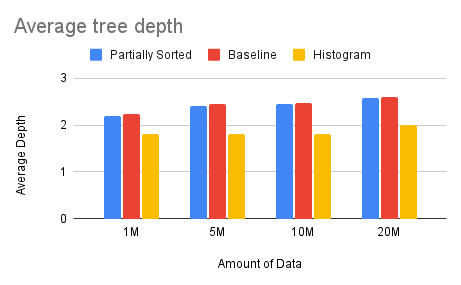 Average tree depth
Partially Sorted Baseline Histogram
3
2
1
0
Average Depth
1M 5M 10M 20M
Amount of Data